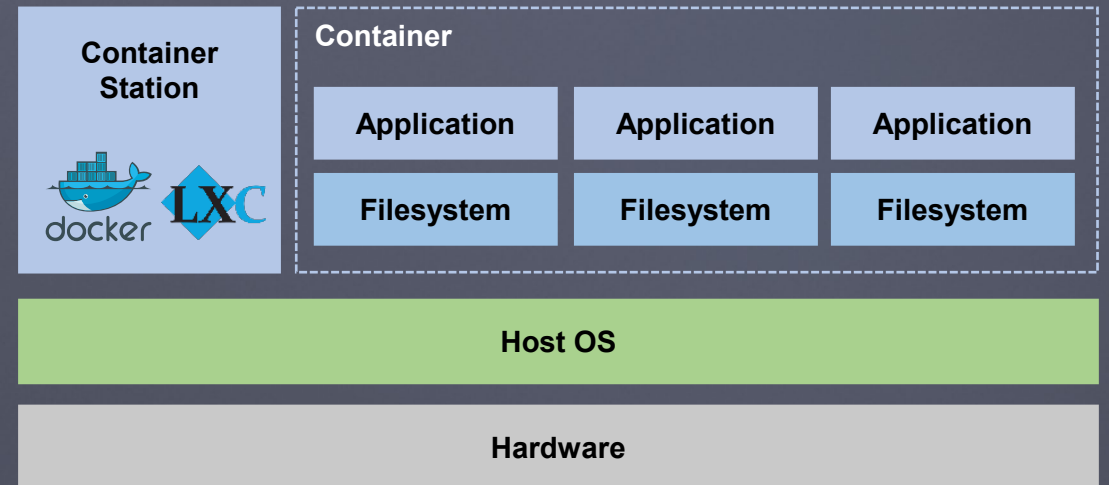 Container
Station
docker
LXC
Container
Application
Application
Application
Filesystem
Filesystem
Filesystem
Host OS
Hardware